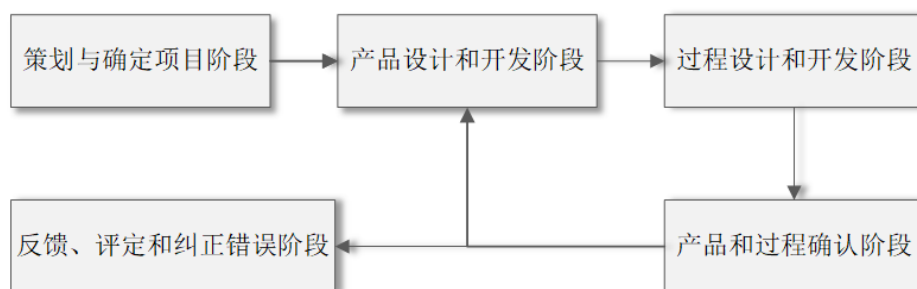 策划与确定项目阶段
产品设计和开发阶段
过程设计和开发阶段
反馈、评定和纠正错误阶段
产品和过程确认阶段